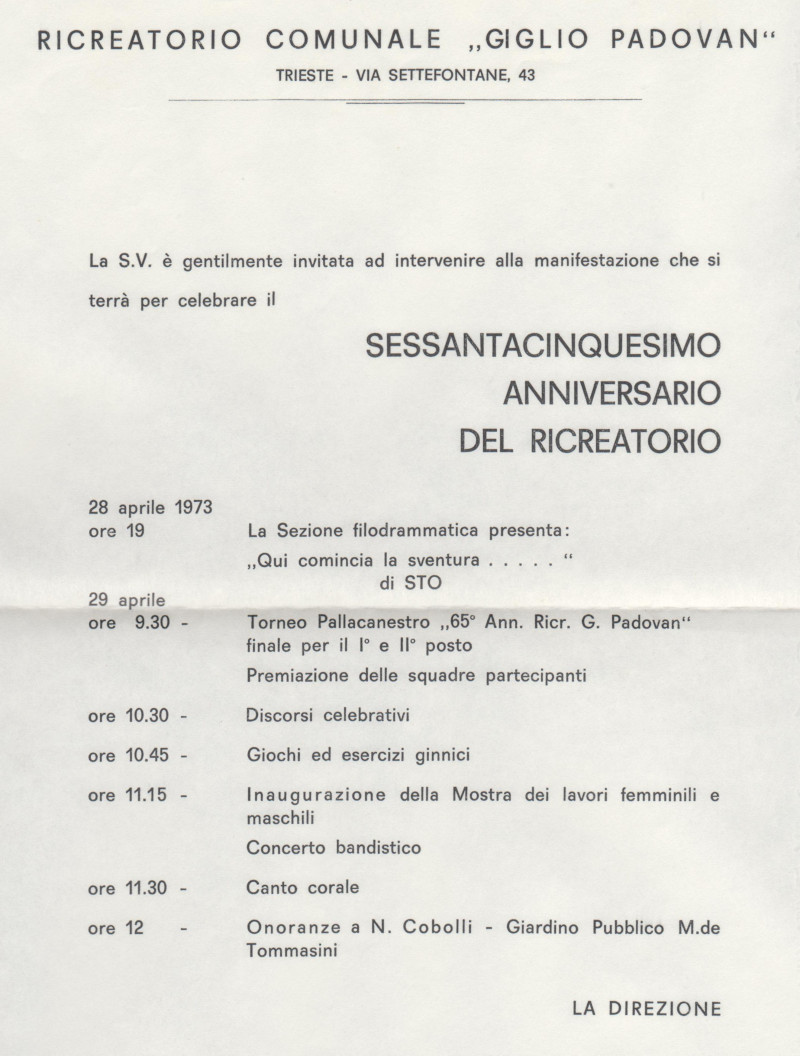 RICREATORIO COMUNALE „GIGLIO PADOVAN“
TRIESTE - VIA SETTEFONTANE, 43
La S.V. è gentilmente invitata ad intervenire alla manifestazione che si
terrà per celebrare il
SESSANTACINQUESIMO
ANNIVERSARIO
DEL RICREATORIO
28 aprile 1973
ore 19 La Sezione filodrammatica presenta:
„Qui comincia la sventura . . . . . “
di STO
29 aprile
ore 9.30 - Torneo Pallacanestro „65° Ann. Ricr. G. Padovan“
finale per il I° e II° posto
Premiazione delle squadre partecipanti
ore 10.30 - Discorsi celebrativi
ore 10.45 - Giochi ed esercizi ginnici
ore 11.15 - Inaugurazione della Mostra dei lavori femminili e
maschili
Concerto bandistico
ore 11.30 - Canto corale
ore 12 - Onoranze a N. Cobolli - Giardino Pubblico M.de
Tommasini
LA DIREZIONE